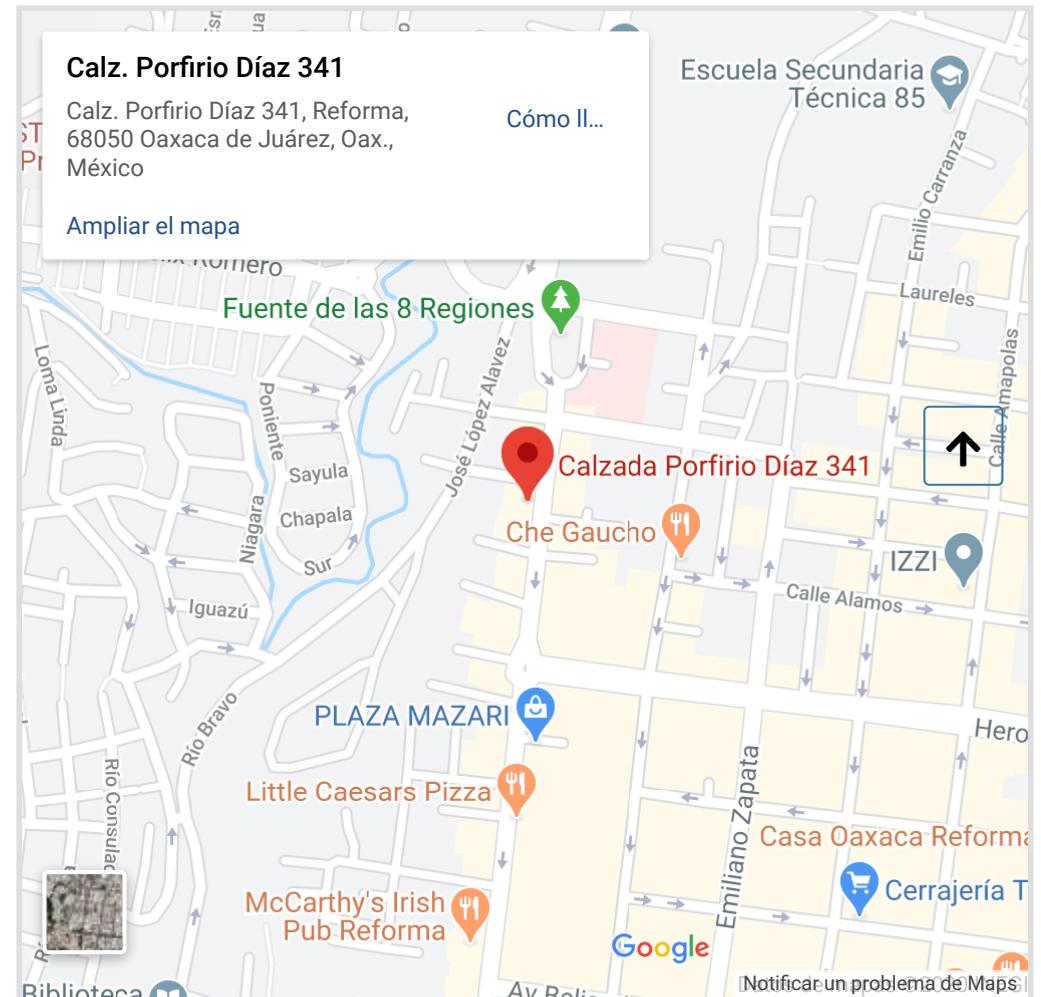 Calz. Porfirio Díaz 341
Calz. Porfirio Díaz 341, Reforma,
68050 Oaxaca de Juárez, Oax.,
México
Cómo ll...
Ampliar el mapa
Escuela Secundaria
Técnica 85
Emilio Carranza
Romero
Fuente de las 8 Regiones
Laureles
Loma Linda
Poniente
José López Alavez
Calle Amapolas
Calzada Porfirio Díaz 341
Sayula
Chapala
Niagara
Sur
Che Gaucho
IZZI
Iguazú
Calle Alamos
PLAZA MAZARI
Río Bravo
Hero
Little Caesars Pizza
Río Consulad
Emiliano Zapata
Casa Oaxaca Reforma
Cerrajería T
McCarthy's Irish
Pub Reforma
Google
Biblioteca
Av
Notificar un problema de Maps